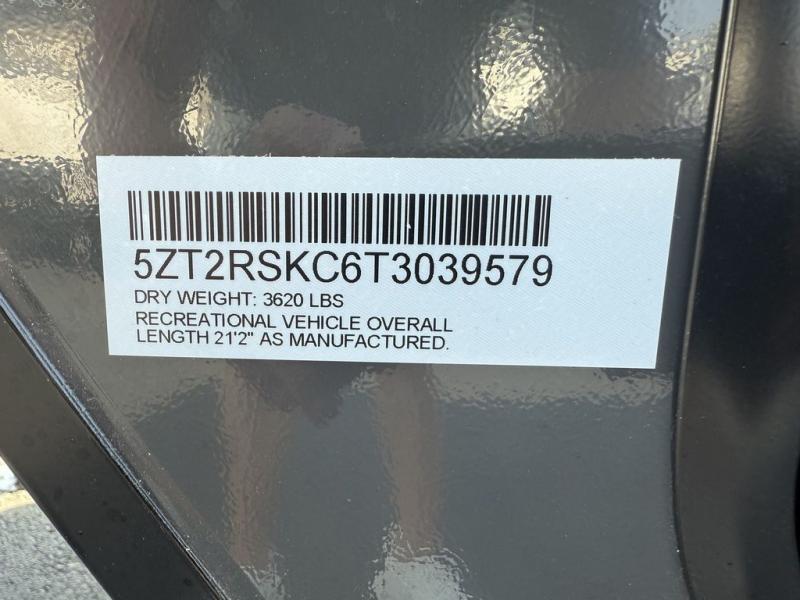 5ZT2RSKC6T3039579
DRY WEIGHT: 3620 LBS
RECREATIONAL VEHICLE OVERALL
LENGTH 21'2" AS MANUFACTURED.